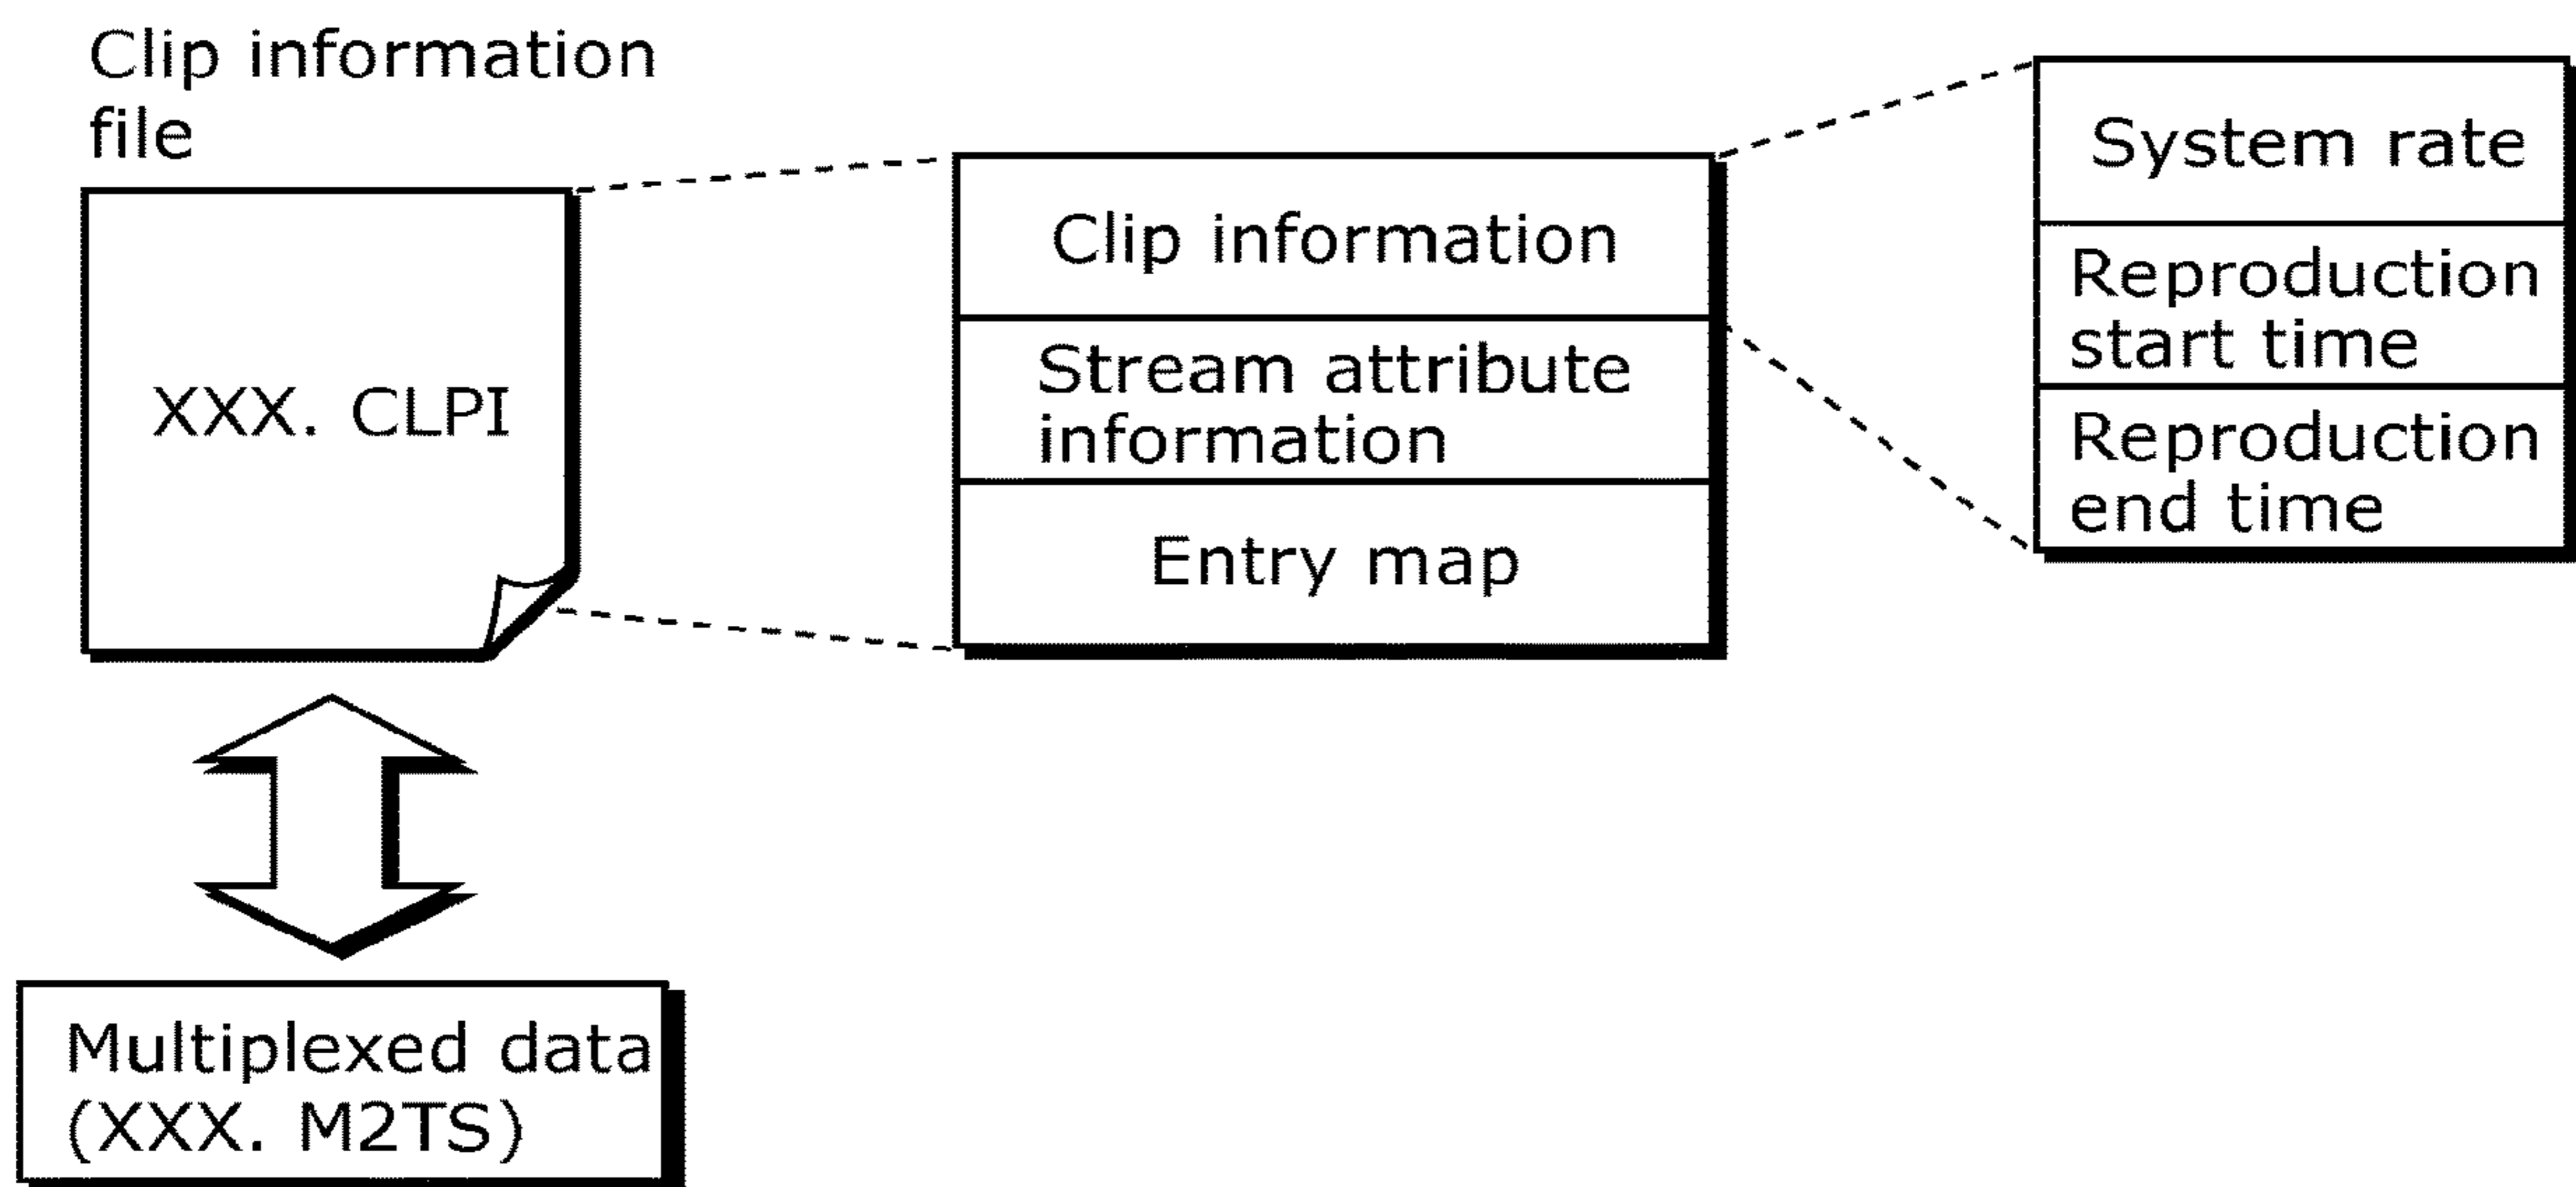 Clip information
file
XXX. CLPI
Clip information
Stream attribute
information
Entry map
System rate
Reproduction
start time
Reproduction
end time
Multiplexed data
(XXX. M2TS)